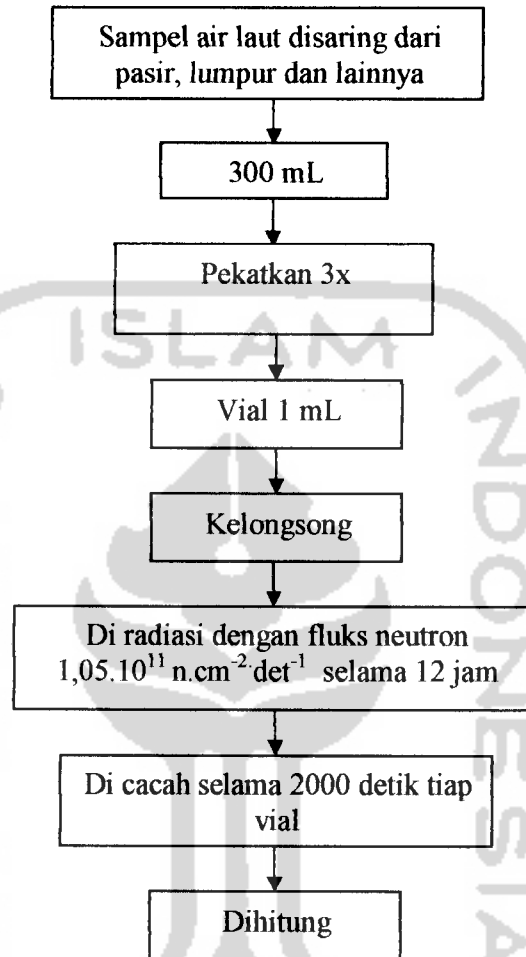 Sampel air laut disaring dari
pasir, lumpur dan lainnya
300 mL
Pekatkan 3x
ISLAM
Vial 1 mL
Kelongsong
INDONESIA
Di radiasi dengan fluks neutron
1,05.10¹¹ n.cm⁻².det⁻¹ selama 12 jam
Di cacah selama 2000 detik tiap
vial
Dihitung